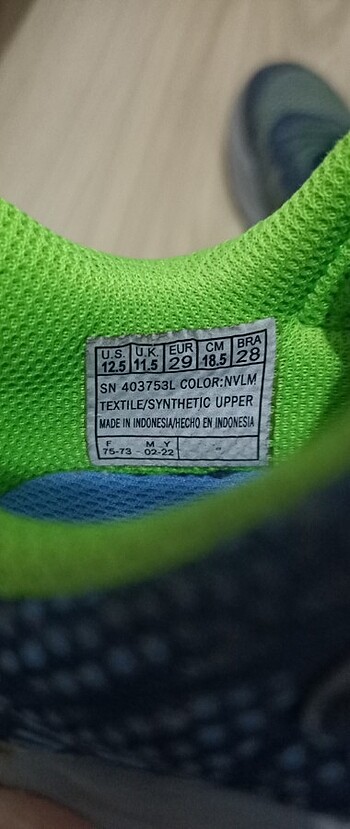 U.S. U.K. EUR CM BRA
12.5 11.5 29 18.5 28
SN 403753L COLOR:NVLM
TEXTILE/SYNTHETIC UPPER
MADE IN INDONESIA/HECHO EN INDONESIA
F M Y
75-73 - 02-22